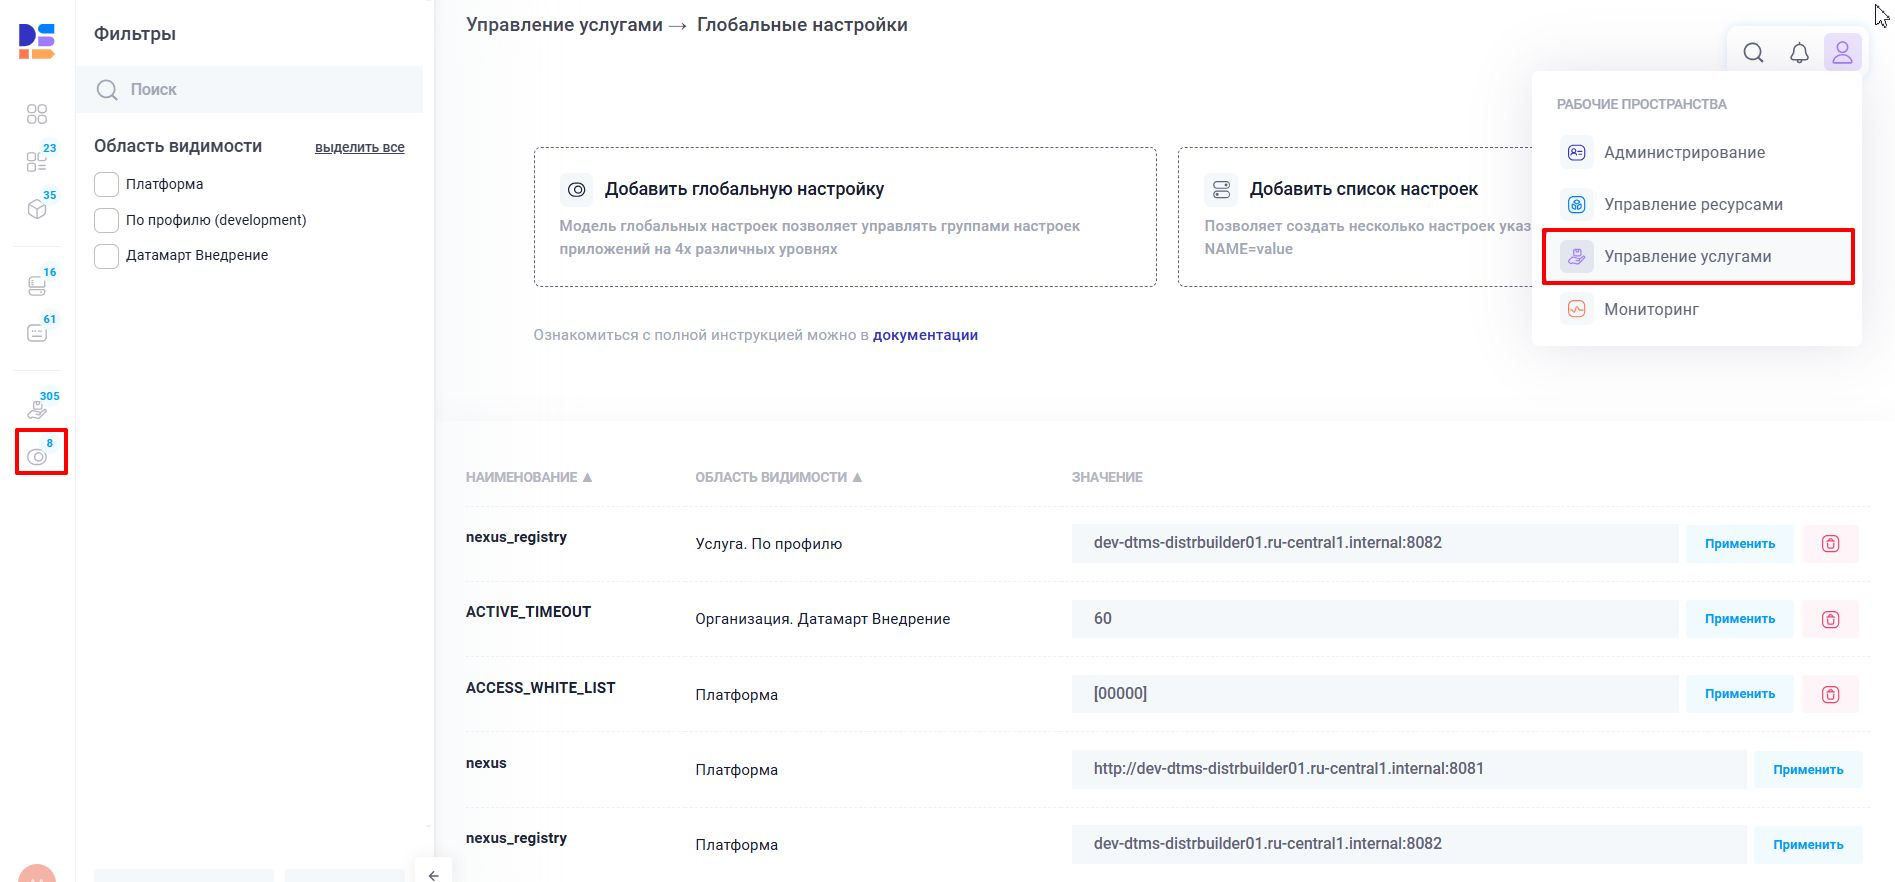 Фильтры
Поиск
Область видимости
выделить все
Платформа
По профилю (development)
Датамарт Внедрение
23
35
16
61
305
8
Управление услугами → Глобальные настройки
Добавить глобальную настройку
Модель глобальных настроек позволяет управлять группами настроек
приложений на 4х различных уровнях
Добавить список настроек
Позволяет создать несколько настроек указ
NAME=value
Ознакомиться с полной инструкцией можно в документации
РАБОЧИЕ ПРОСТРАНСТВА
Администрирование
Управление ресурсами
Управление услугами
Мониторинг
НАИМЕНОВАНИЕ ▲ ОБЛАСТЬ ВИДИМОСТИ ▲ ЗНАЧЕНИЕ
nexus_registry Услуга. По профилю dev-dtms-distrbuilder01.ru-central1.internal:8082 Применить
ACTIVE_TIMEOUT Организация. Датамарт Внедрение 60 Применить
ACCESS_WHITE_LIST Платформа [00000] Применить
nexus Платформа http://dev-dtms-distrbuilder01.ru-central1.internal:8081 Применить
nexus_registry Платформа dev-dtms-distrbuilder01.ru-central1.internal:8082 Применить